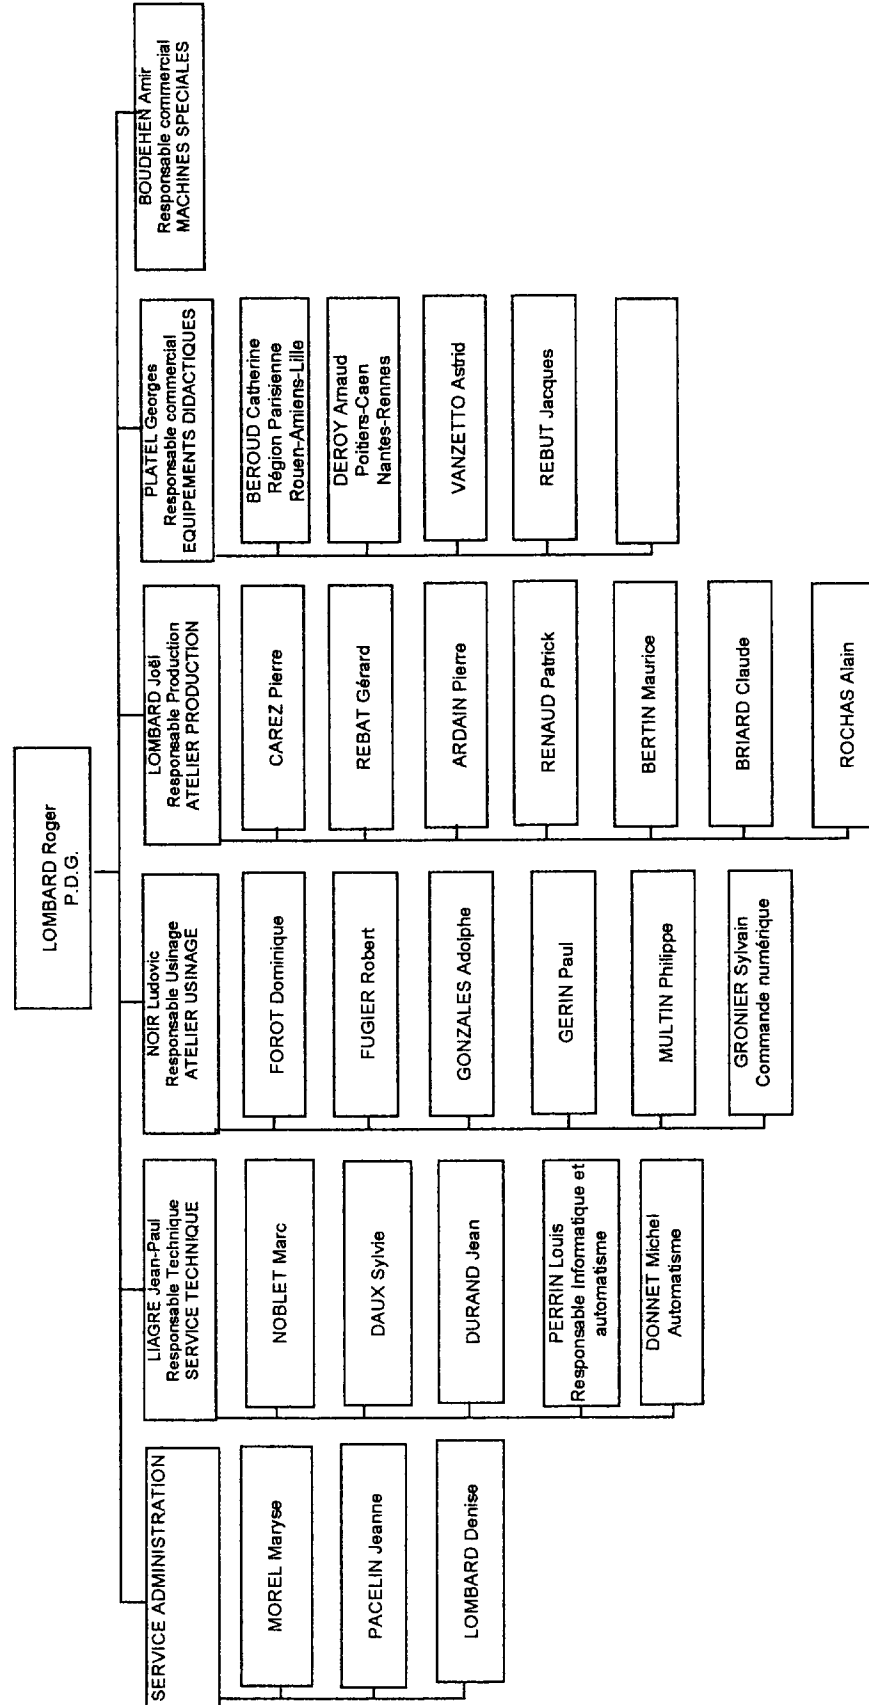 LOMBARD Roger
P.D.G.
SERVICE ADMINISTRATION
MOREL Maryse
PACELIN Jeanne
LOMBARD Denise
LIAGRE Jean-Paul
Responsable Technique
SERVICE TECHNIQUE
NOBLET Marc
DAUX Sylvie
DURAND Jean
PERRIN Louis
Responsable Informatique et
automatisme
DONNET Michel
Automatisme
NOIR Ludovic
Responsable Usinage
ATELIER USINAGE
FOROT Dominique
FUGIER Robert
GONZALES Adolphe
GERIN Paul
MULTIN Philippe
GRONIER Sylvain
Commande numérique
LOMBARD Joël
Responsable Production
ATELIER PRODUCTION
CAREZ Pierre
REBAT Gérard
ARDAIN Pierre
RENAUD Patrick
BERTIN Maurice
BRIARD Claude
ROCHAS Alain
PLATEL Georges
Responsable commercial
EQUIPEMENTS DIDACTIQUES
BEROUD Catherine
Région Parisienne
Rouen-Amiens-Lille
DEROY Arnaud
Poitiers-Caen
Nantes-Rennes
VANZETTO Astrid
REBUT Jacques
BOUDEHEN Amir
Responsable commercial
MACHINES SPECIALES